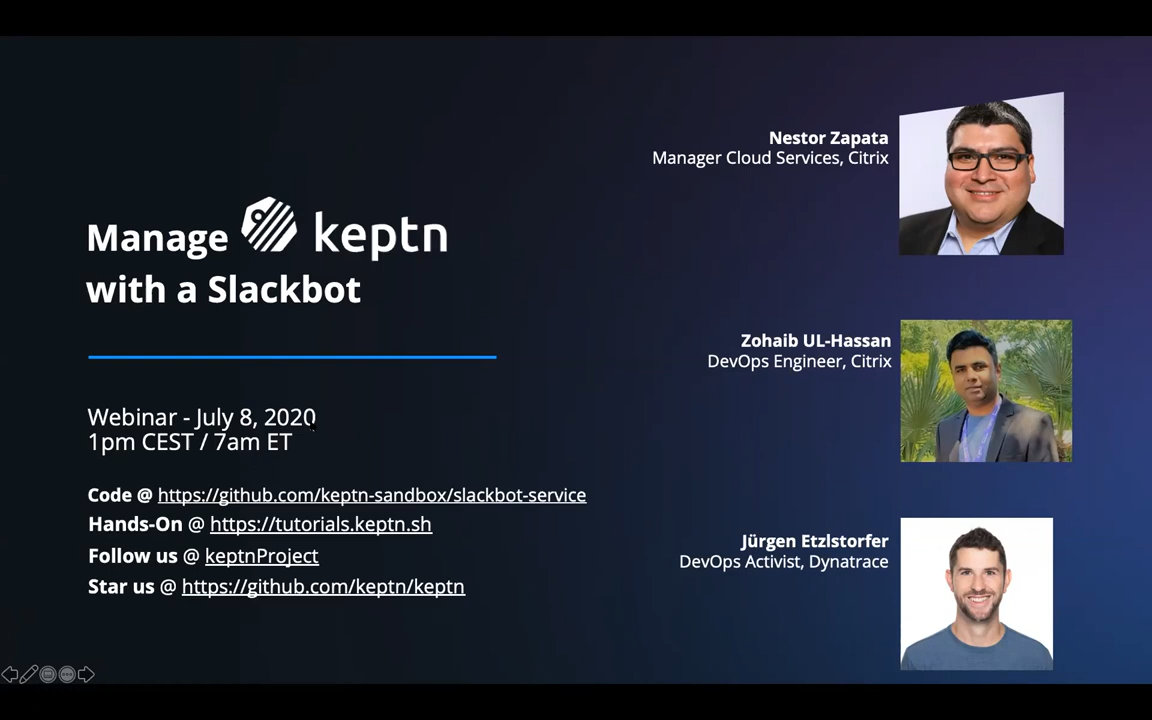 Manage keptn
with a Slackbot
Webinar - July 8, 2020
1pm CEST / 7am ET
Code @ https://github.com/keptn-sandbox/slackbot-service
Hands-On @ https://tutorials.keptn.sh
Follow us @ keptnProject
Star us @ https://github.com/keptn/keptn
Nestor Zapata
Manager Cloud Services, Citrix
Zohaib UL-Hassan
DevOps Engineer, Citrix
Jürgen Etzlstorfer
DevOps Activist, Dynatrace